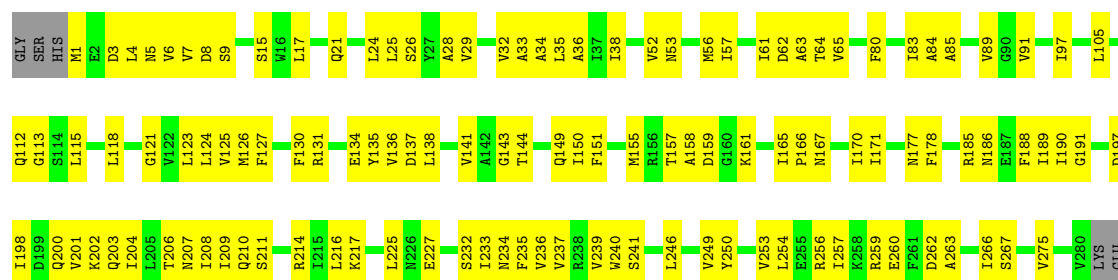 GLY SER HIS M1 E2 D3 L4 N5 V6 V7 D8 S9 S15 W16 L17 Q21 L24 L25 S26 Y27 A28 V29 V32 A33 A34 L35 A36 I37 I38 V52 N53 M56 I57 I61 D62 A63 T64 V65 F80 I83 A84 A85 V89 G90 V91 I97 L105
Q112 G113 S114 L115 L118 G121 V122 L123 L124 V125 M126 F127 F130 R131 E134 Y135 V136 D137 L138 V141 A142 G143 T144 Q149 I150 F151 M155 R156 T157 A158 D159 G160 K161 I165 P166 N167 I170 I171 N177 F178 R185 N186 E187 F188 I189 I190 G191 D197
I198 D199 Q200 V201 K202 Q203 I204 L205 T206 N207 I208 I209 Q210 S211 R214 I215 L216 K217 L225 N226 E227 S232 I233 N234 F235 V236 V237 R238 V239 W240 S241 L246 V249 Y250 V253 L254 E255 R256 I257 K258 R259 E260 F261 D262 A263 I266 S267 V275 V280 LYS